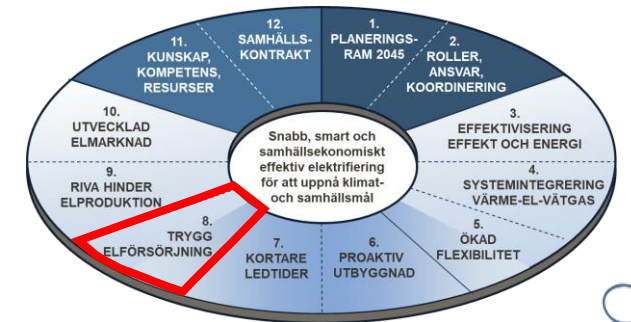 1.
PLANERINGS-
RAM 2045
2.
ROLLER,
ANSVAR,
KOORDINERING
3.
EFFEKTIVISERING
EFFEKT OCH ENERGI
4.
SYSTEMINTEGRERING
VÄRME-EL-VÄTGAS
5.
ÖKAD
FLEXIBILITET
6.
PROAKTIV
UTBYGGNAD
7.
KORTARE
LEDTIDER
8.
TRYGG
ELFÖRSÖRJNING
9.
RIVA HINDER
ELPRODUKTION
10.
UTVECKLAD
ELMARKNAD
11.
KUNSKAP,
KOMPETENS,
RESURSER
12.
SAMHÄLLS-
KONTRAKT
Snabb, smart och
samhällsekonomiskt
effektiv elektrifiering
för att uppnå klimat-
och samhällsmål